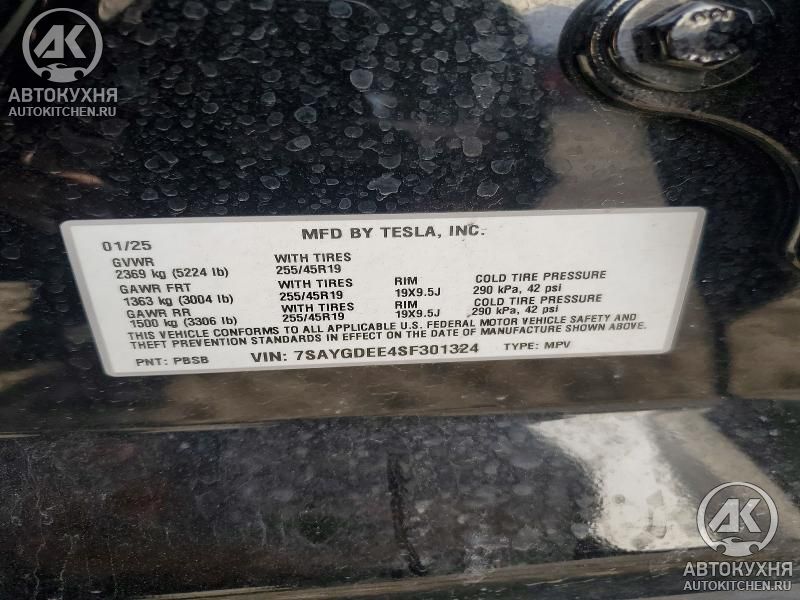 AK
АВТОКУХНЯ
AUTOKITCHEN.RU
MFD BY TESLA, INC.
01/25
GVWR WITH TIRES
2369 kg (5224 lb) 255/45R19
GAWR FRT WITH TIRES RIM COLD TIRE PRESSURE
1363 kg (3004 lb) 255/45R19 19X9.5J 290 kPa, 42 psi
GAWR RR WITH TIRES RIM COLD TIRE PRESSURE
1500 kg (3306 lb) 255/45R19 19X9.5J 290 kPa, 42 psi
THIS VEHICLE CONFORMS TO ALL APPLICABLE U.S. FEDERAL MOTOR VEHICLE SAFETY AND
THEFT PREVENTION STANDARDS IN EFFECT ON THE DATE OF MANUFACTURE SHOWN ABOVE.
PNT: PBSB VIN: 7SAYGDEE4SF301324 TYPE: MPV
AK
АВТОКУХНЯ
AUTOKITCHEN.RU